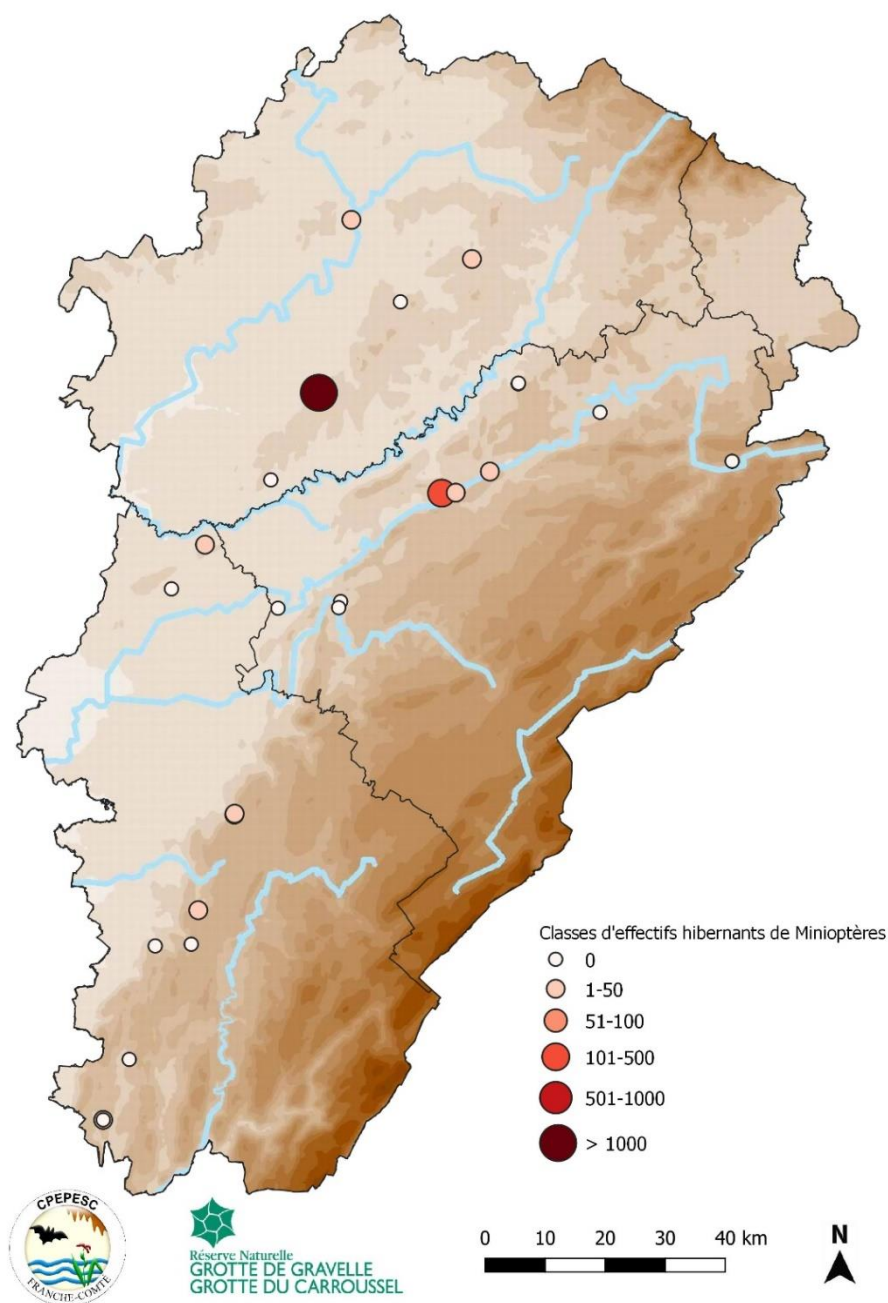 Classes d'effectifs hibernants de Minioptères
0
1-50
51-100
101-500
501-1000
> 1000
CPEPESC
FRANCHE-COMTÉ
Réserve Naturelle
GROTTE DE GRAVELLE
GROTTE DU CARROUSSEL
0 10 20 30 40 km
N